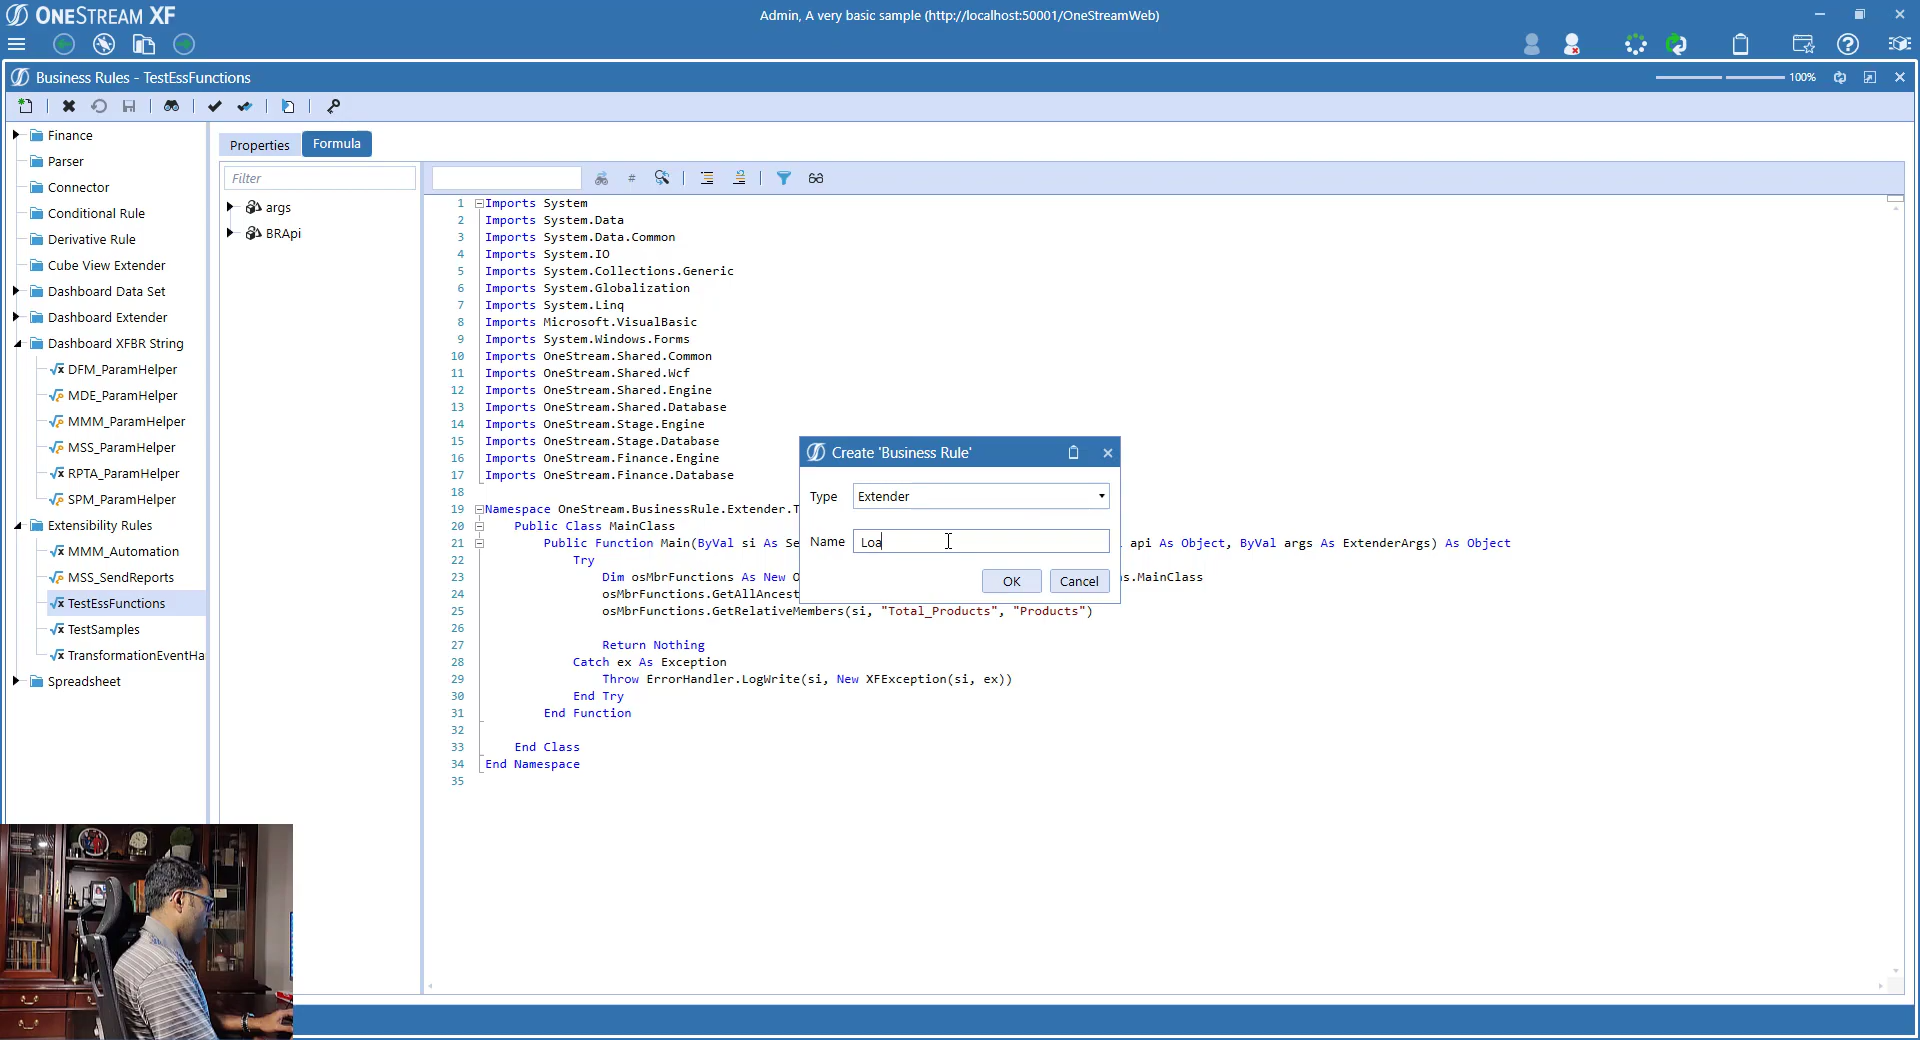 ONESTREAM XF
Admin, A very basic sample (http://localhost:50001/OneStreamWeb)
Business Rules - TestEssFunctions
100%
Finance
Parser
Connector
Conditional Rule
Derivative Rule
Cube View Extender
Dashboard Data Set
Dashboard Extender
Dashboard XFBR String
DFM_ParamHelper
MDE_ParamHelper
MMM_ParamHelper
MSS_ParamHelper
RPTA_ParamHelper
SPM_ParamHelper
Extensibility Rules
MMM_Automation
MSS_SendReports
TestEssFunctions
TestSamples
TransformationEventHa
Spreadsheet
Properties
Formula
Filter
args
BRApi
#
1 Imports System
2 Imports System.Data
3 Imports System.Data.Common
4 Imports System.IO
5 Imports System.Collections.Generic
6 Imports System.Globalization
7 Imports System.Linq
8 Imports Microsoft.VisualBasic
9 Imports System.Windows.Forms
10 Imports OneStream.Shared.Common
11 Imports OneStream.Shared.Wcf
12 Imports OneStream.Shared.Engine
13 Imports OneStream.Shared.Database
14 Imports OneStream.Stage.Engine
15 Imports OneStream.Stage.Database
16 Imports OneStream.Finance.Engine
17 Imports OneStream.Finance.Database
18
19 Namespace OneStream.BusinessRule.Extender.T
20 Public Class MainClass
21 Public Function Main(ByVal si As Se api As Object, ByVal args As ExtenderArgs) As Object
22 Try
23 Dim osMbrFunctions As New O s.MainClass
24 osMbrFunctions.GetAllAncest
25 osMbrFunctions.GetRelativeMembers(si, "Total_Products", "Products")
26
27 Return Nothing
28 Catch ex As Exception
29 Throw ErrorHandler.LogWrite(si, New XFException(si, ex))
30 End Try
31 End Function
32
33 End Class
34 End Namespace
35
Create 'Business Rule'
Type Extender
Name Loa
OK Cancel